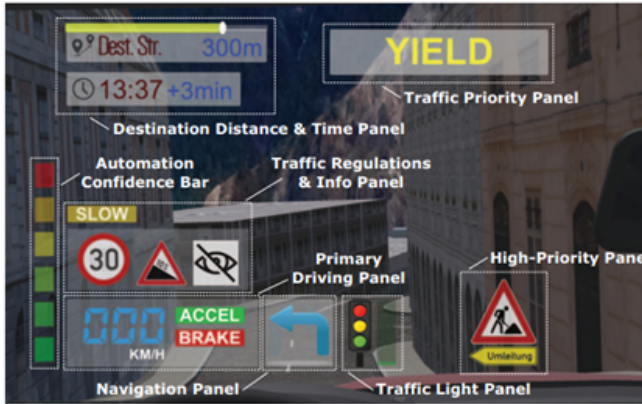 Dest. Str. 300m
13:37 +3min
Destination Distance & Time Panel
YIELD
Traffic Priority Panel
Automation
Confidence Bar
Traffic Regulations
& Info Panel
SLOW
30
Primary
Driving Panel
High-Priority Pane
000
KM/H
ACCEL
BRAKE
Umleitung
Navigation Panel
Traffic Light Panel